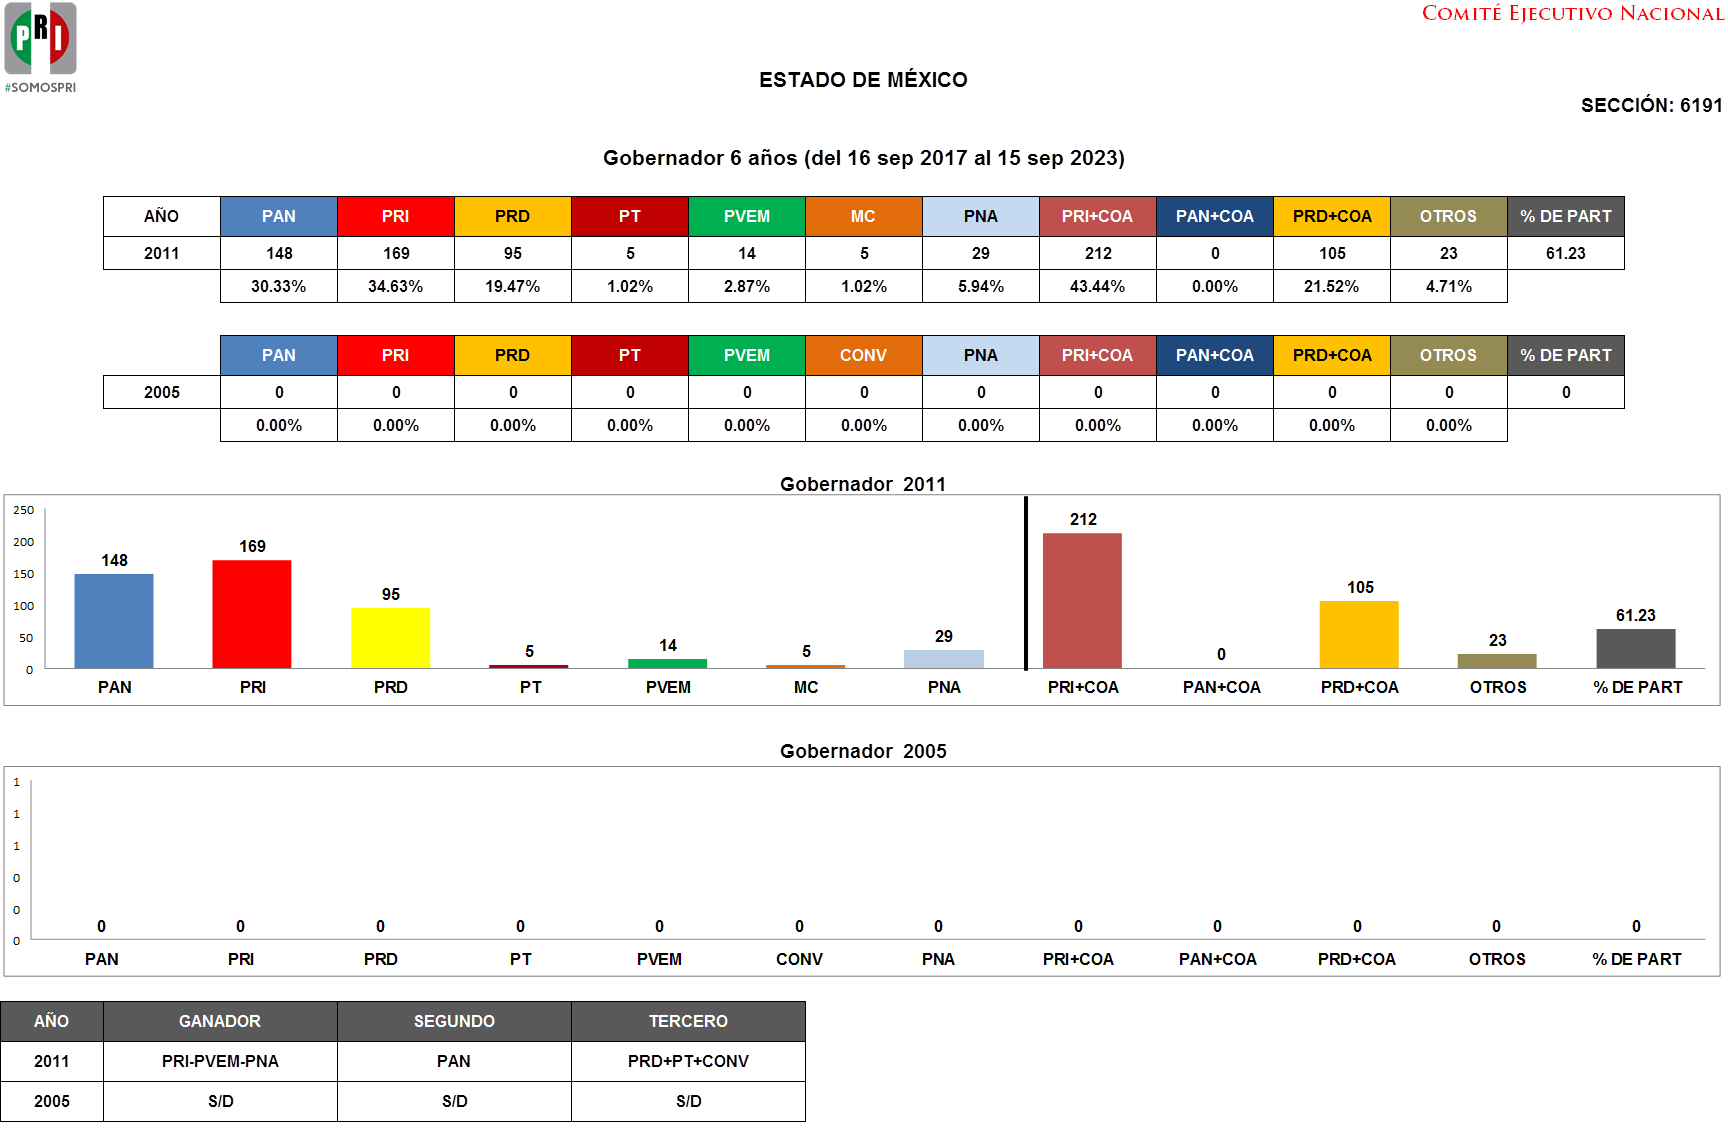 PRI
#SOMOSPRI
COMITÉ EJECUTIVO NACIONAL
ESTADO DE MÉXICO
SECCIÓN: 6191
Gobernador 6 años (del 16 sep 2017 al 15 sep 2023)
AÑO PAN PRI PRD PT PVEM MC PNA PRI+COA PAN+COA PRD+COA OTROS % DE PART
2011 148 169 95 5 14 5 29 212 0 105 23 61.23
30.33% 34.63% 19.47% 1.02% 2.87% 1.02% 5.94% 43.44% 0.00% 21.52% 4.71%
PAN PRI PRD PT PVEM CONV PNA PRI+COA PAN+COA PRD+COA OTROS % DE PART
2005 0 0 0 0 0 0 0 0 0 0 0 0
0.00% 0.00% 0.00% 0.00% 0.00% 0.00% 0.00% 0.00% 0.00% 0.00% 0.00%
Gobernador 2011
250
200
150
100
50
0
148 169 95 5 14 5 29 212 0 105 23 61.23
PAN PRI PRD PT PVEM MC PNA PRI+COA PAN+COA PRD+COA OTROS % DE PART
Gobernador 2005
1
1
1
0
0
0
0 0 0 0 0 0 0 0 0 0 0 0
PAN PRI PRD PT PVEM CONV PNA PRI+COA PAN+COA PRD+COA OTROS % DE PART
AÑO GANADOR SEGUNDO TERCERO
2011 PRI-PVEM-PNA PAN PRD+PT+CONV
2005 S/D S/D S/D